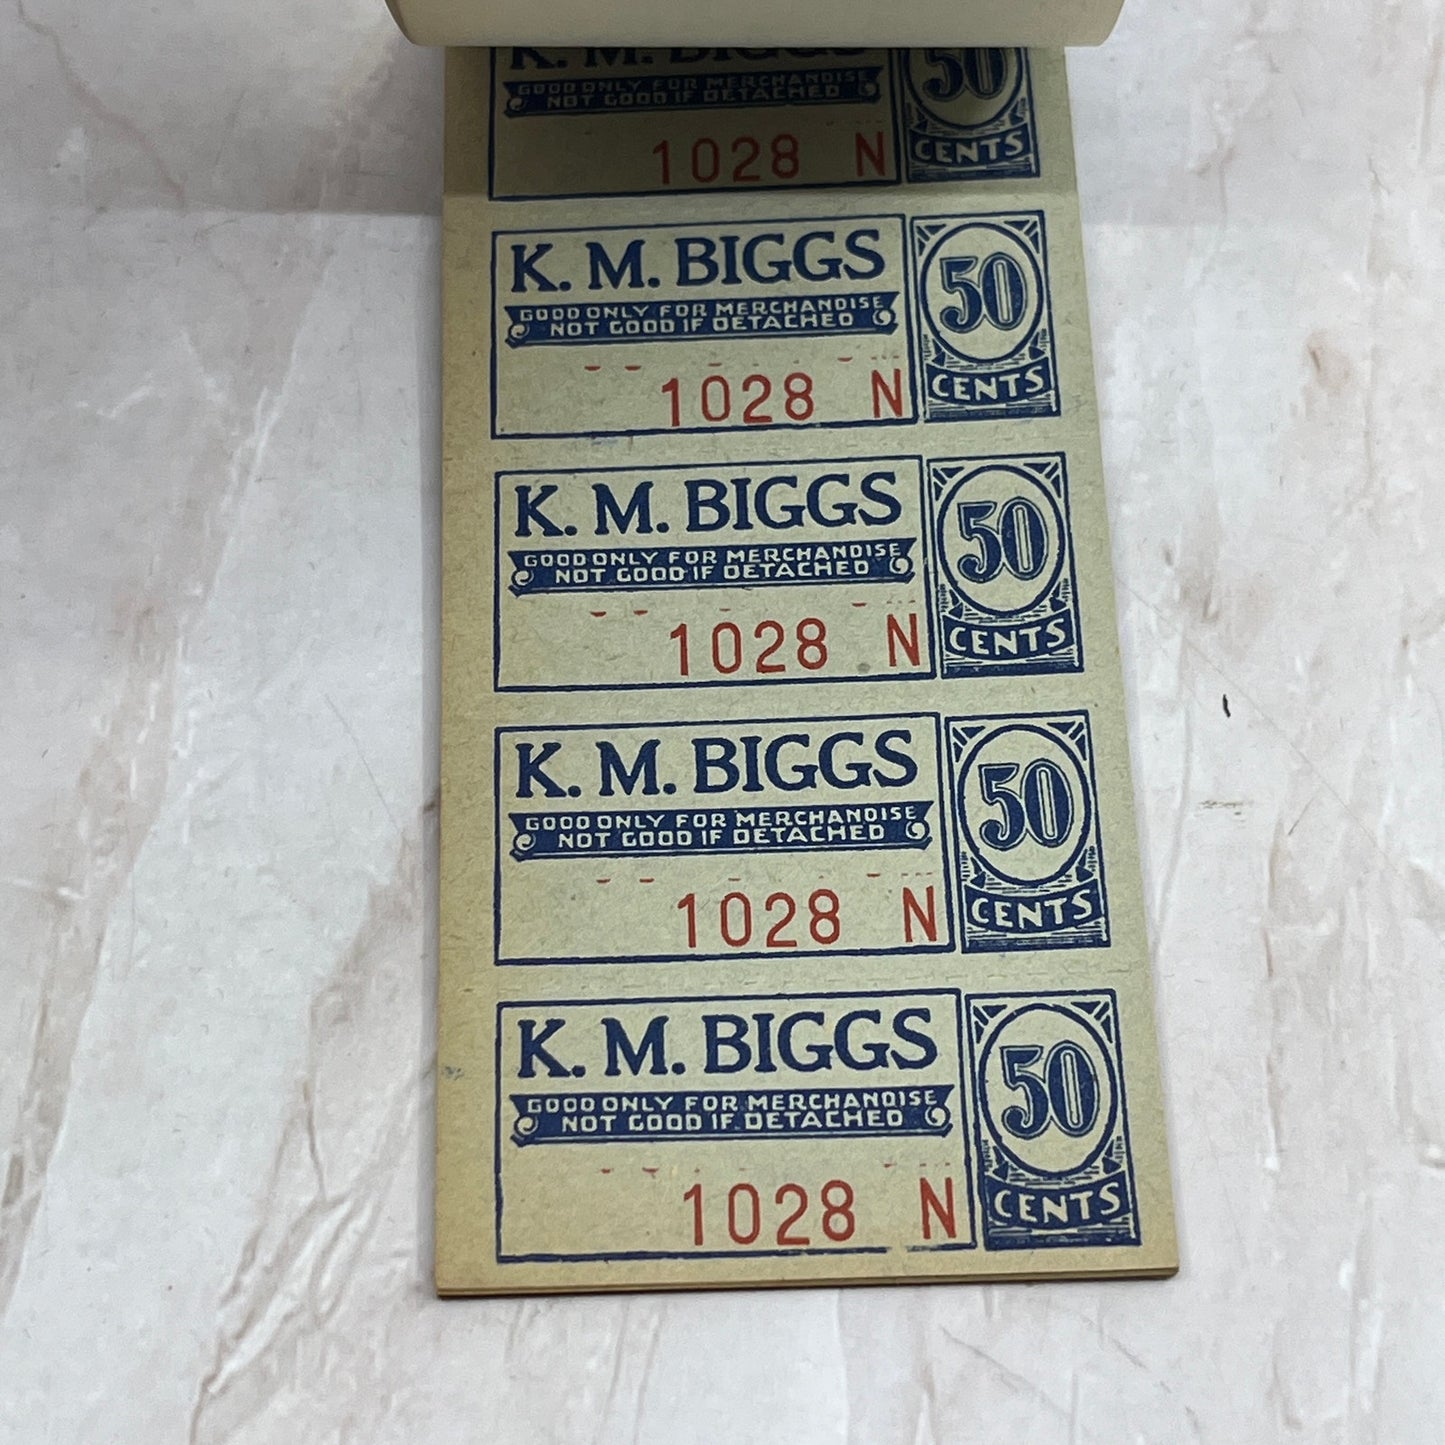 K. M. BIGGS
GOOD ONLY FOR MERCHANDISE
NOT GOOD IF DETACHED
1028 N
50
CENTS
K. M. BIGGS
GOOD ONLY FOR MERCHANDISE
NOT GOOD IF DETACHED
1028 N
50
CENTS
K. M. BIGGS
GOOD ONLY FOR MERCHANDISE
NOT GOOD IF DETACHED
1028 N
50
CENTS
K. M. BIGGS
GOOD ONLY FOR MERCHANDISE
NOT GOOD IF DETACHED
1028 N
50
CENTS
K. M. BIGGS
GOOD ONLY FOR MERCHANDISE
NOT GOOD IF DETACHED
1028 N
50
CENTS